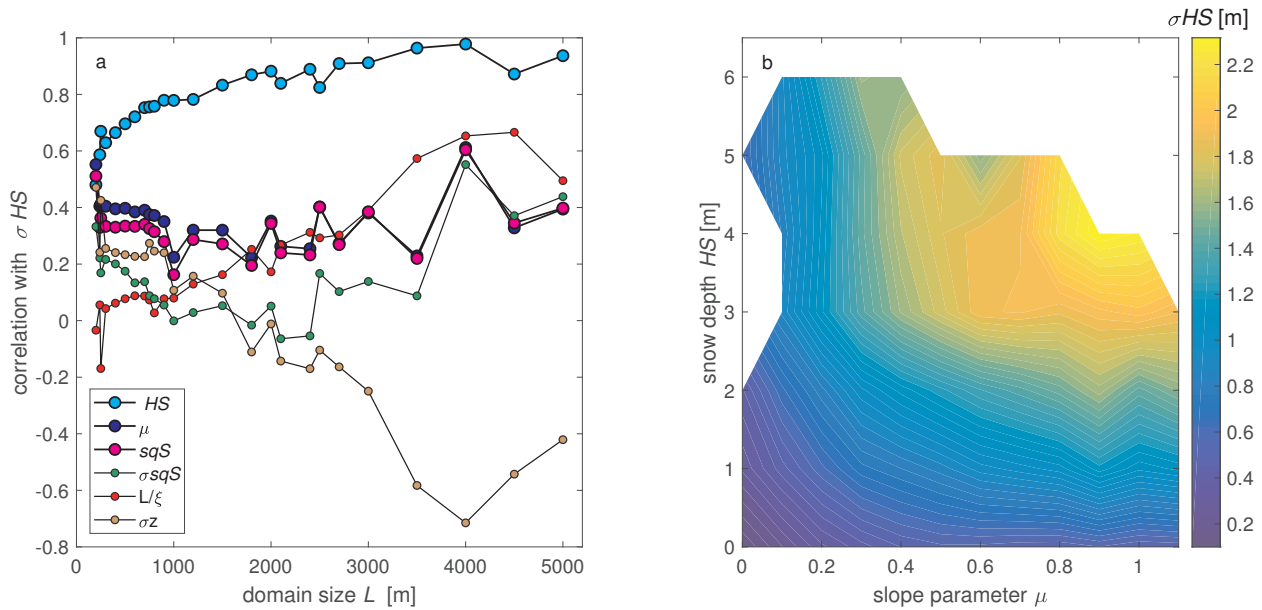 a
1
0.8
0.6
0.4
0.2
0
-0.2
-0.4
-0.6
-0.8
correlation with σ HS
HS
μ
sqS
σsqS
L/ξ
σz
0 1000 2000 3000 4000 5000
domain size L [m]
b
σHS [m]
6
5
4
3
2
1
0
snow depth HS [m]
0 0.2 0.4 0.6 0.8 1
slope parameter μ
2.2
2
1.8
1.6
1.4
1.2
1
0.8
0.6
0.4
0.2